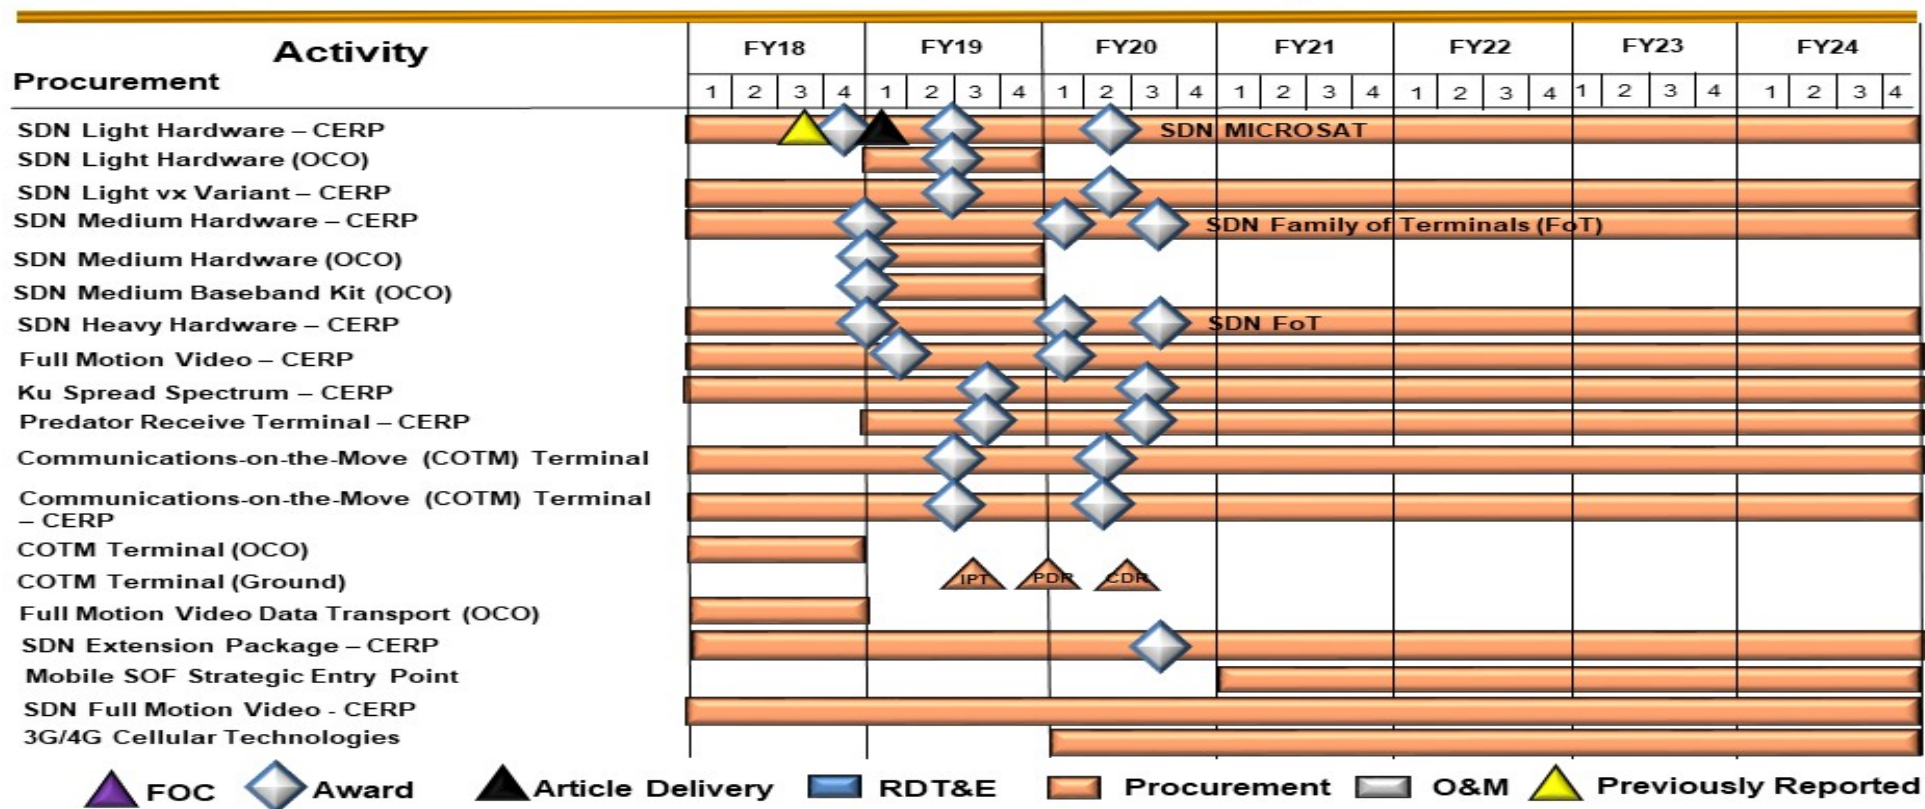 Activity FY18 FY19 FY20 FY21 FY22 FY23 FY24
Procurement 1 2 3 4 1 2 3 4 1 2 3 4 1 2 3 4 1 2 3 4 1 2 3 4 1 2 3 4
SDN Light Hardware – CERP SDN MICROSAT
SDN Light Hardware (OCO)
SDN Light vx Variant – CERP
SDN Medium Hardware – CERP SDN Family of Terminals (FoT)
SDN Medium Hardware (OCO)
SDN Medium Baseband Kit (OCO)
SDN Heavy Hardware – CERP SDN FoT
Full Motion Video – CERP
Ku Spread Spectrum – CERP
Predator Receive Terminal – CERP
Communications-on-the-Move (COTM) Terminal
Communications-on-the-Move (COTM) Terminal
– CERP
COTM Terminal (OCO)
COTM Terminal (Ground) IPT PDR CDR
Full Motion Video Data Transport (OCO)
SDN Extension Package – CERP
Mobile SOF Strategic Entry Point
SDN Full Motion Video - CERP
3G/4G Cellular Technologies
FOC Award Article Delivery RDT&E Procurement O&M Previously Reported